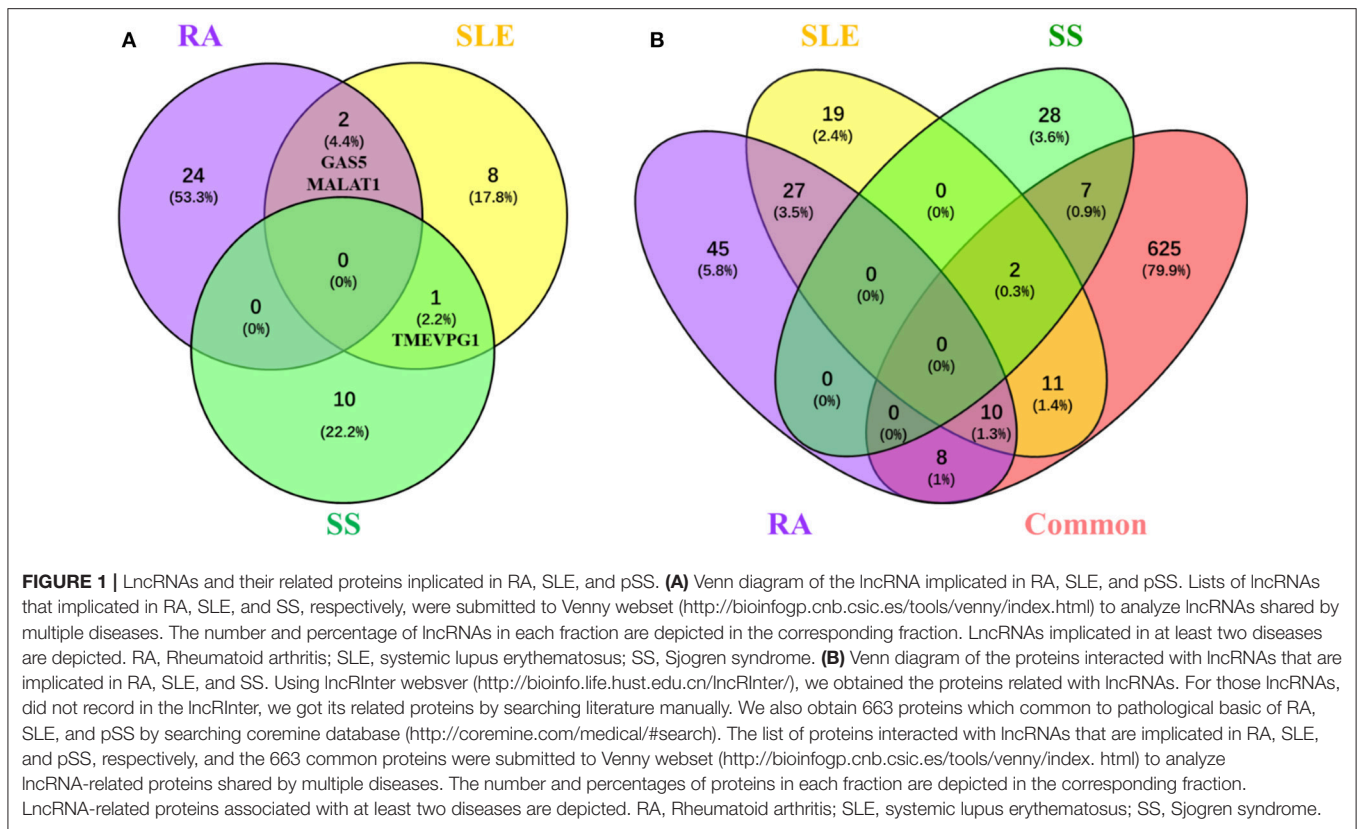 A
RA
SLE
2
(4.4%)
GAS5
MALAT1
24
(53.3%)
8
(17.8%)
0
(0%)
0
(0%)
1
(2.2%)
TMEVPG1
10
(22.2%)
SS
B
SLE
SS
19
(2.4%)
28
(3.6%)
27
(3.5%)
0
(0%)
7
(0.9%)
45
(5.8%)
625
(79.9%)
0
(0%)
2
(0.3%)
0
(0%)
0
(0%)
11
(1.4%)
0
(0%)
10
(1.3%)
8
(1%)
RA
Common
FIGURE 1 | LncRNAs and their related proteins inplicated in RA, SLE, and pSS. (A) Venn diagram of the lncRNA implicated in RA, SLE, and pSS. Lists of lncRNAs
that implicated in RA, SLE, and SS, respectively, were submitted to Venny webset (http://bioinfogp.cnb.csic.es/tools/venny/index.html) to analyze lncRNAs shared by
multiple diseases. The number and percentage of lncRNAs in each fraction are depicted in the corresponding fraction. LncRNAs implicated in at least two diseases
are depicted. RA, Rheumatoid arthritis; SLE, systemic lupus erythematosus; SS, Sjogren syndrome. (B) Venn diagram of the proteins interacted with lncRNAs that are
implicated in RA, SLE, and SS. Using lncRInter websver (http://bioinfo.life.hust.edu.cn/lncRInter/), we obtained the proteins related with lncRNAs. For those lncRNAs,
did not record in the lncRInter, we got its related proteins by searching literature manually. We also obtain 663 proteins which common to pathological basic of RA,
SLE, and pSS by searching coremine database (http://coremine.com/medical/#search). The list of proteins interacted with lncRNAs that are implicated in RA, SLE,
and pSS, respectively, and the 663 common proteins were submitted to Venny webset (http://bioinfogp.cnb.csic.es/tools/venny/index. html) to analyze
lncRNA-related proteins shared by multiple diseases. The number and percentages of proteins in each fraction are depicted in the corresponding fraction.
LncRNA-related proteins associated with at least two diseases are depicted. RA, Rheumatoid arthritis; SLE, systemic lupus erythematosus; SS, Sjogren syndrome.